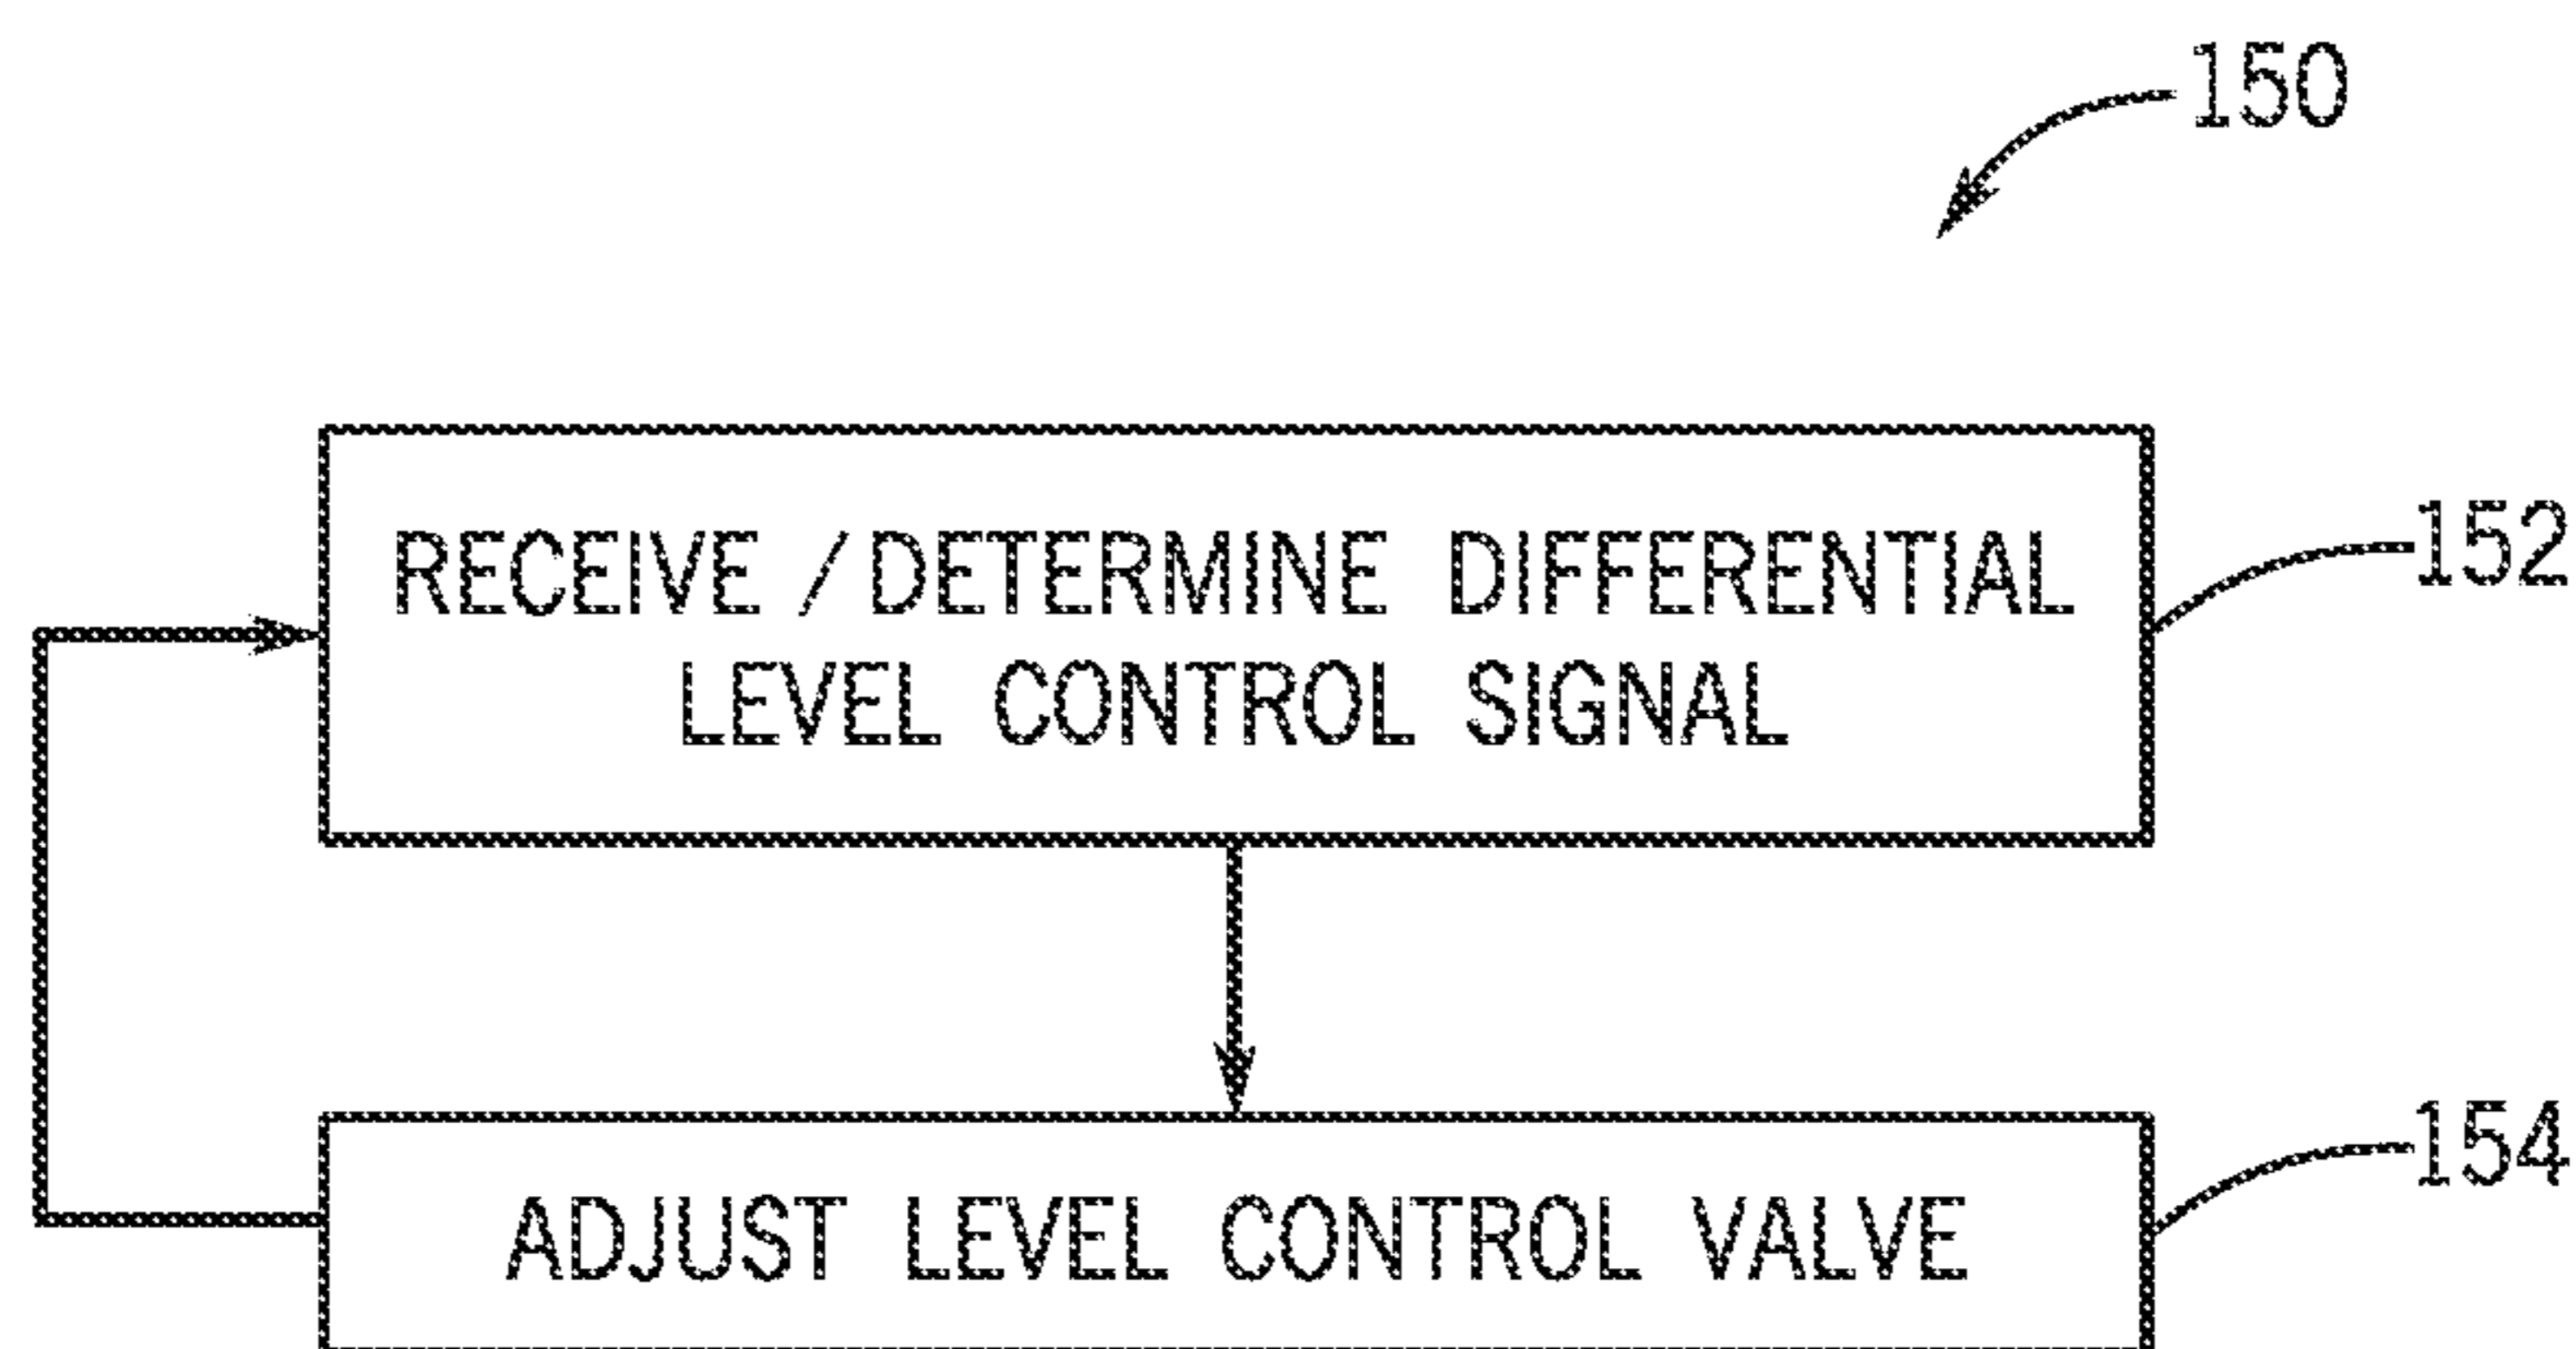 150
RECEIVE / DETERMINE DIFFERENTIAL
LEVEL CONTROL SIGNAL
152
ADJUST LEVEL CONTROL VALVE
154